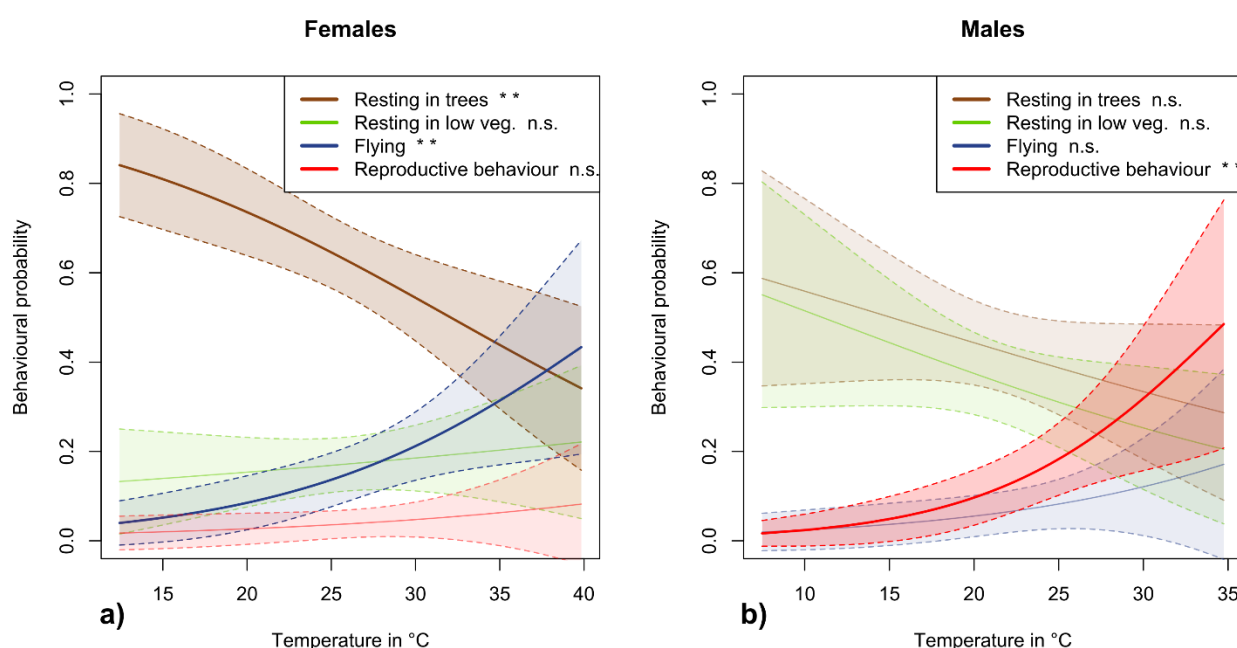 Females
Resting in trees **
Resting in low veg. n.s.
Flying **
Reproductive behaviour n.s.
Behavioural probability
1.0
0.8
0.6
0.4
0.2
0.0
15 20 25 30 35 40
a)
Temperature in °C
Males
Resting in trees n.s.
Resting in low veg. n.s.
Flying n.s.
Reproductive behaviour **
Behavioural probability
1.0
0.8
0.6
0.4
0.2
0.0
10 15 20 25 30 35
b)
Temperature in °C